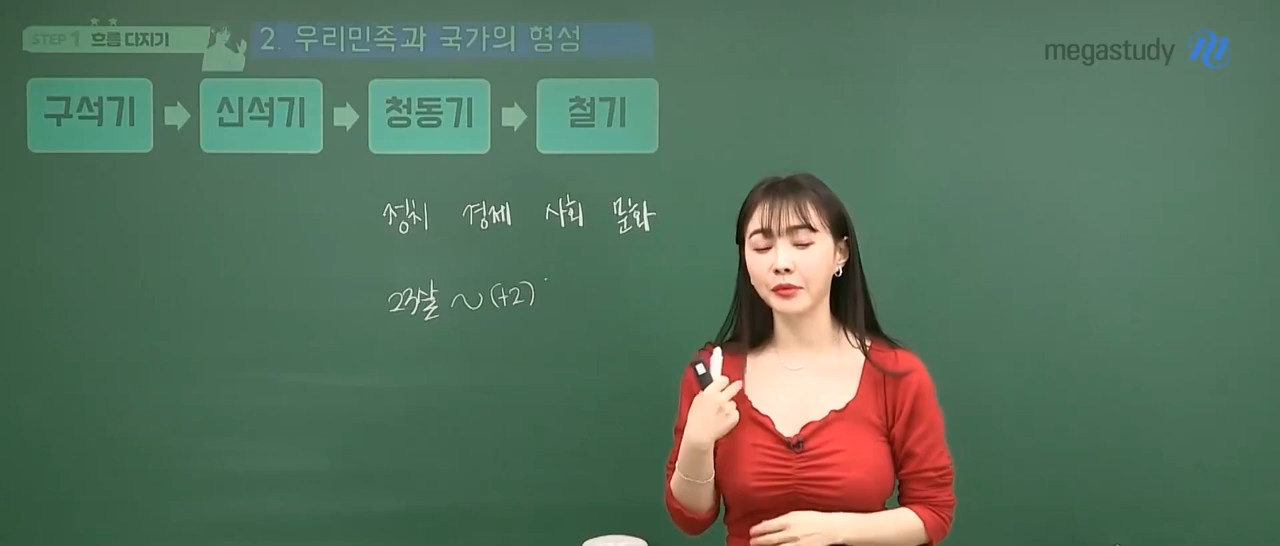 STEP 1 흐름 다지기
2. 우리민족과 국가의 형성
megastudy
구석기 신석기 청동기 철기
정치 경제 사회 문화
23살 ~ (+2)